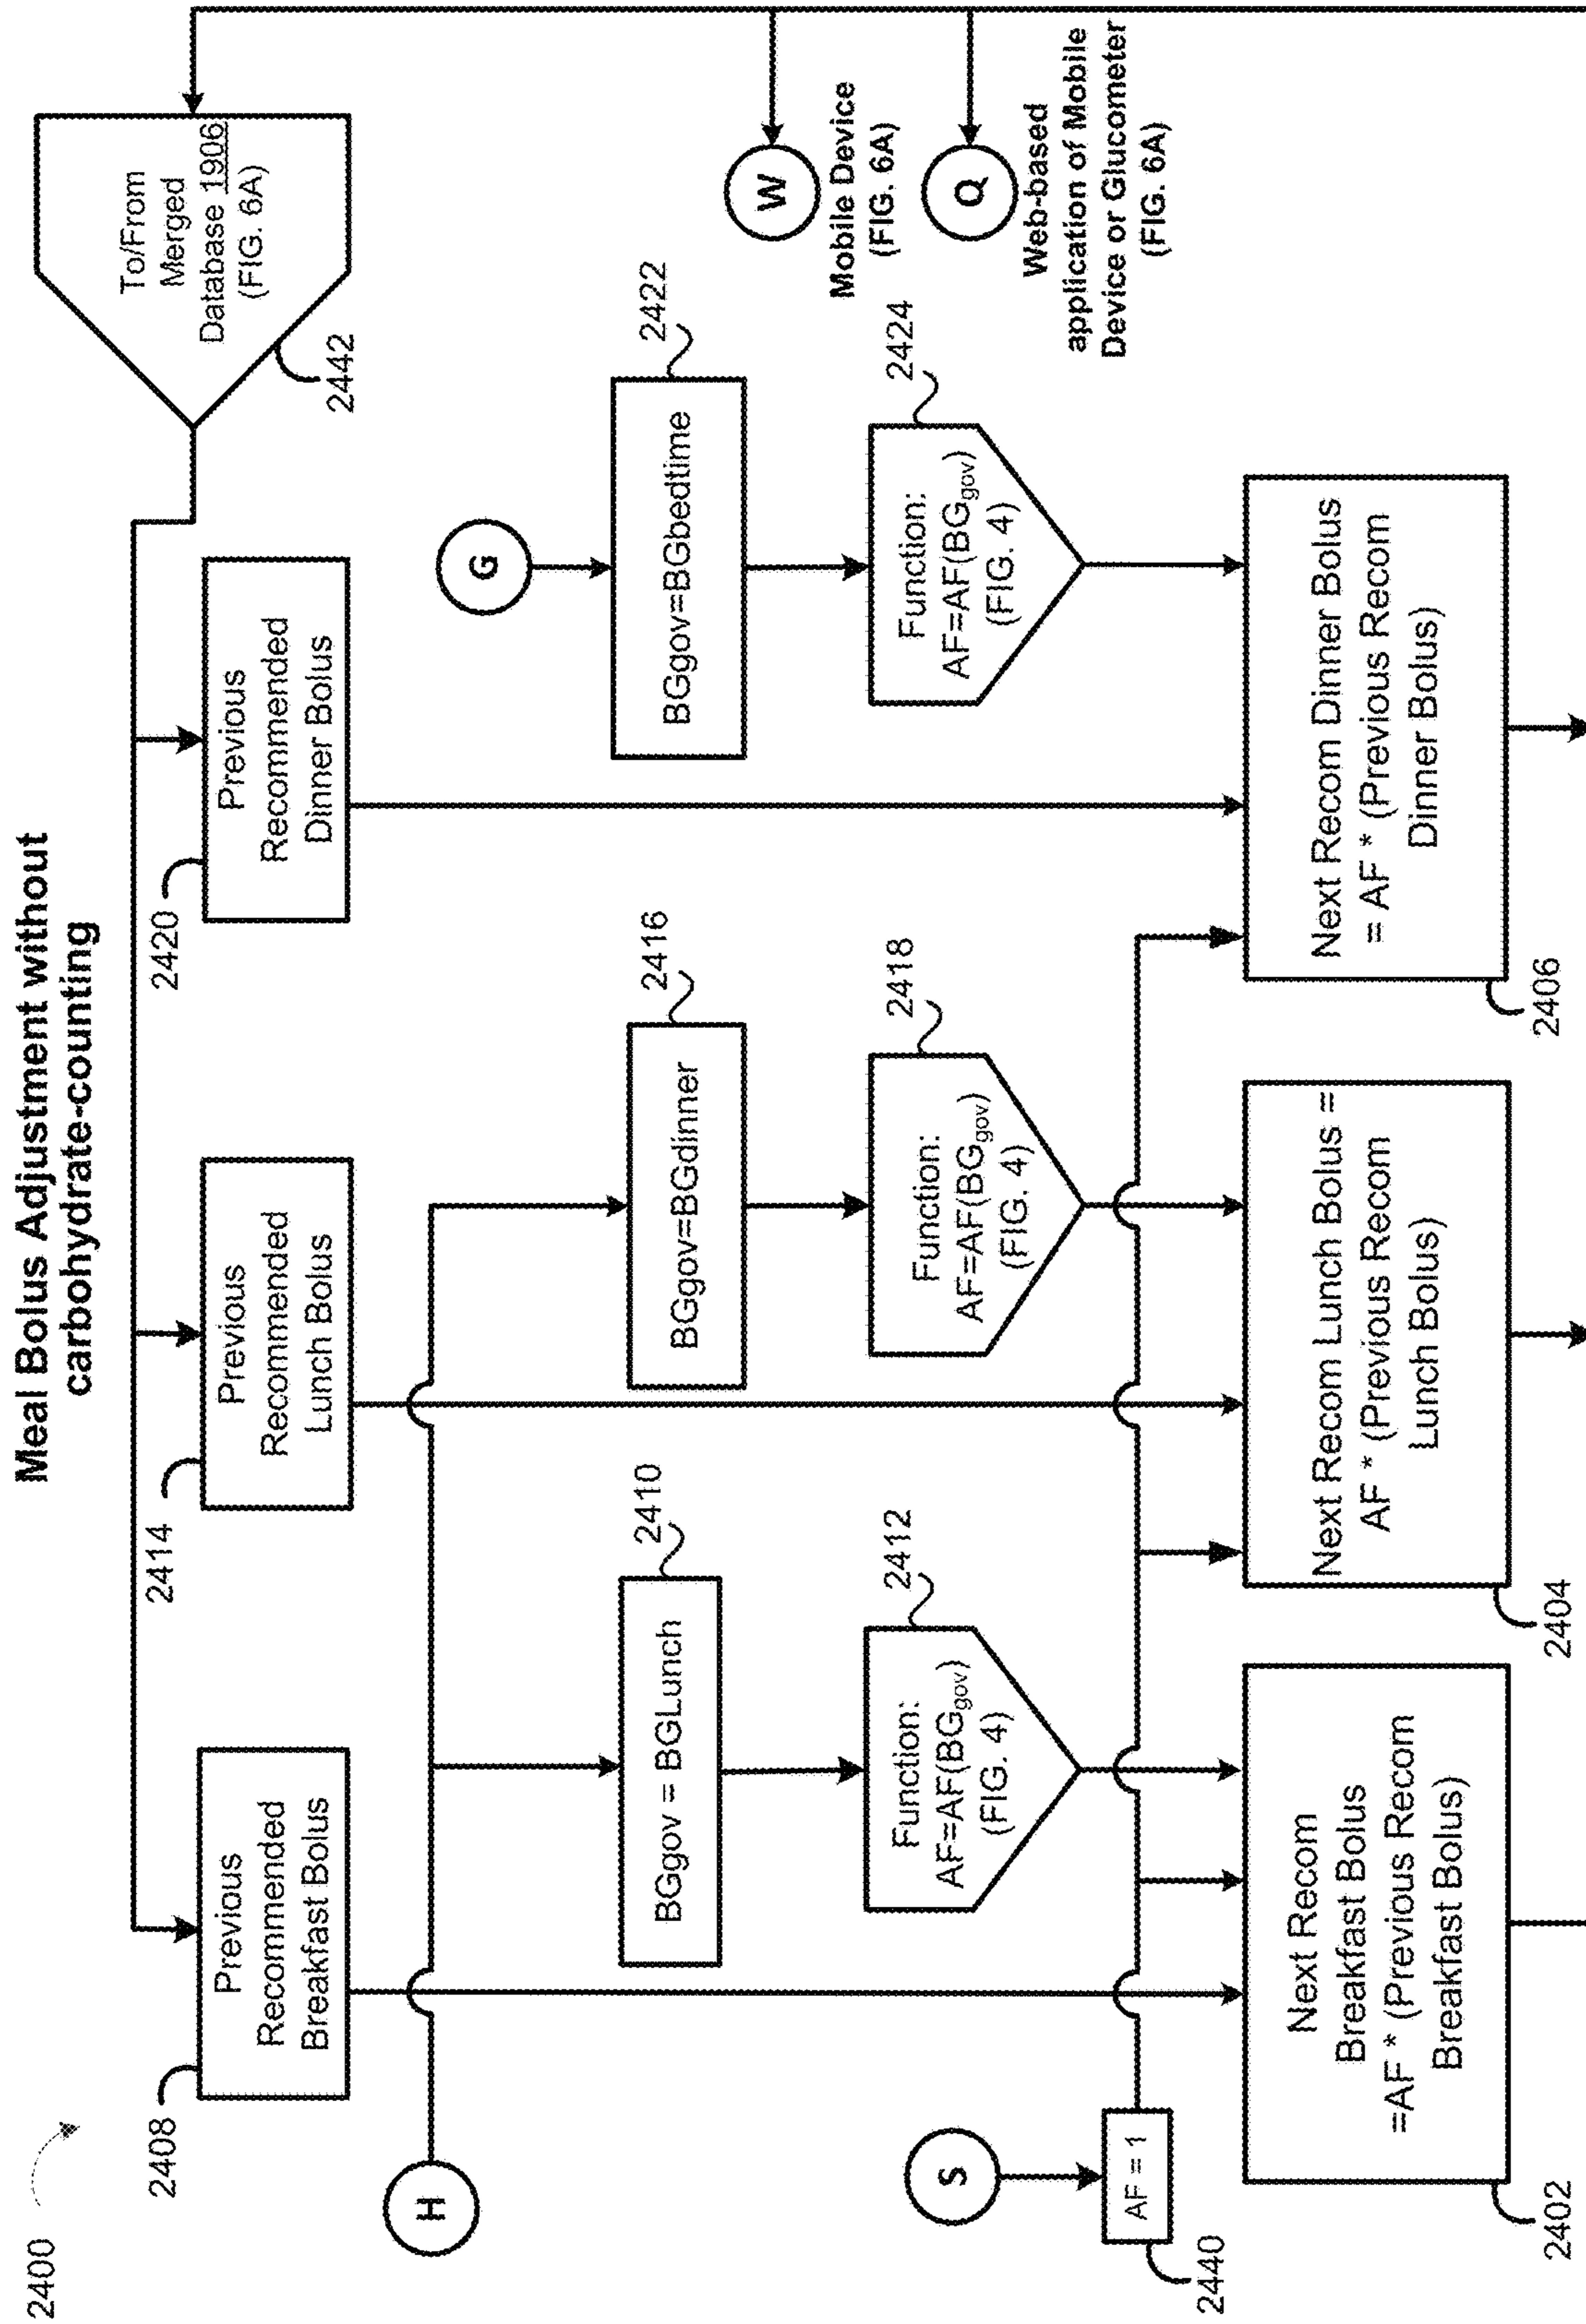 2400
Meal Bolus Adjustment without
carbohydrate-counting
2408
Previous
Recommended
Breakfast Bolus
2414
Previous
Recommended
Lunch Bolus
2420
Previous
Recommended
Dinner Bolus
To/From
Merged
Database 1906
(FIG. 6A)
2442
H
BGgov = BGLunch
2410
BGgov=BGdinner
2416
G
BGgov=BGbedtime
2422
W
Mobile Device
(FIG. 6A)
Q
Web-based
application of Mobile
Device or Glucometer
(FIG. 6A)
Function:
AF=AF(BGgov)
(FIG. 4)
2412
Function:
AF=AF(BGgov)
(FIG. 4)
2418
Function:
AF=AF(BGgov)
(FIG. 4)
2424
S
AF = 1
2440
Next Recom
Breakfast Bolus
=AF * (Previous Recom
Breakfast Bolus)
2402
Next Recom Lunch Bolus =
AF * (Previous Recom
Lunch Bolus)
2404
Next Recom Dinner Bolus
= AF * (Previous Recom
Dinner Bolus)
2406